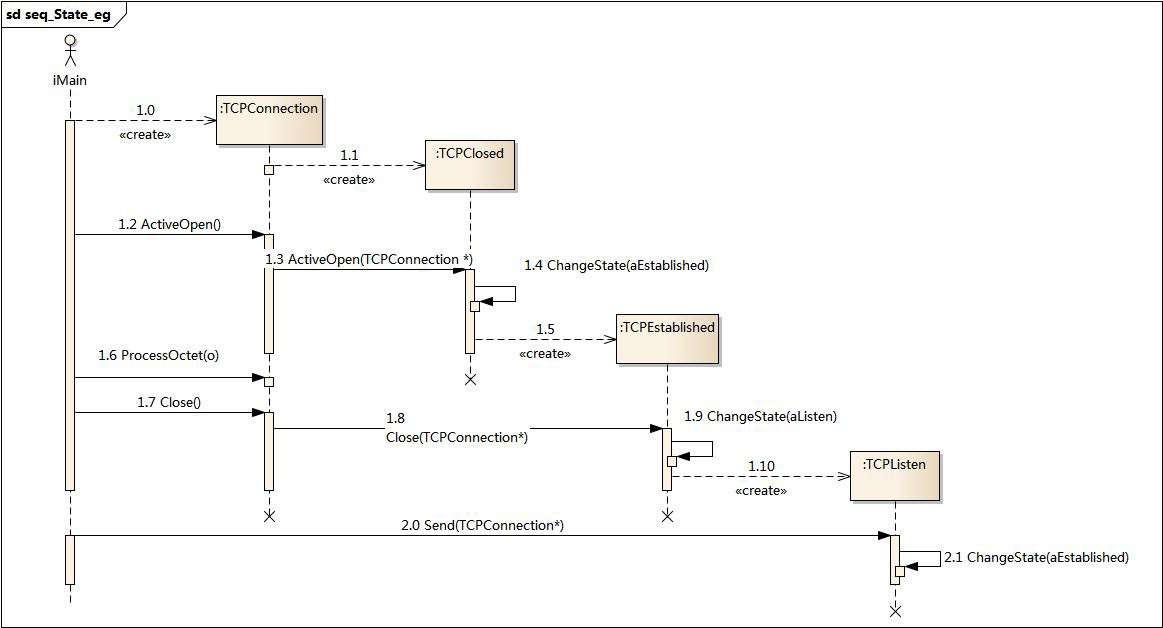 sd seq_State_eg
iMain
1.0
«create»
:TCPConnection
1.1
«create»
:TCPClosed
1.2 ActiveOpen()
1.3 ActiveOpen(TCPConnection *)
1.4 ChangeState(aEstablished)
1.5
«create»
:TCPEstablished
1.6 ProcessOctet(o)
1.7 Close()
1.8
Close(TCPConnection*)
1.9 ChangeState(aListen)
1.10
«create»
:TCPListen
2.0 Send(TCPConnection*)
2.1 ChangeState(aEstablished)